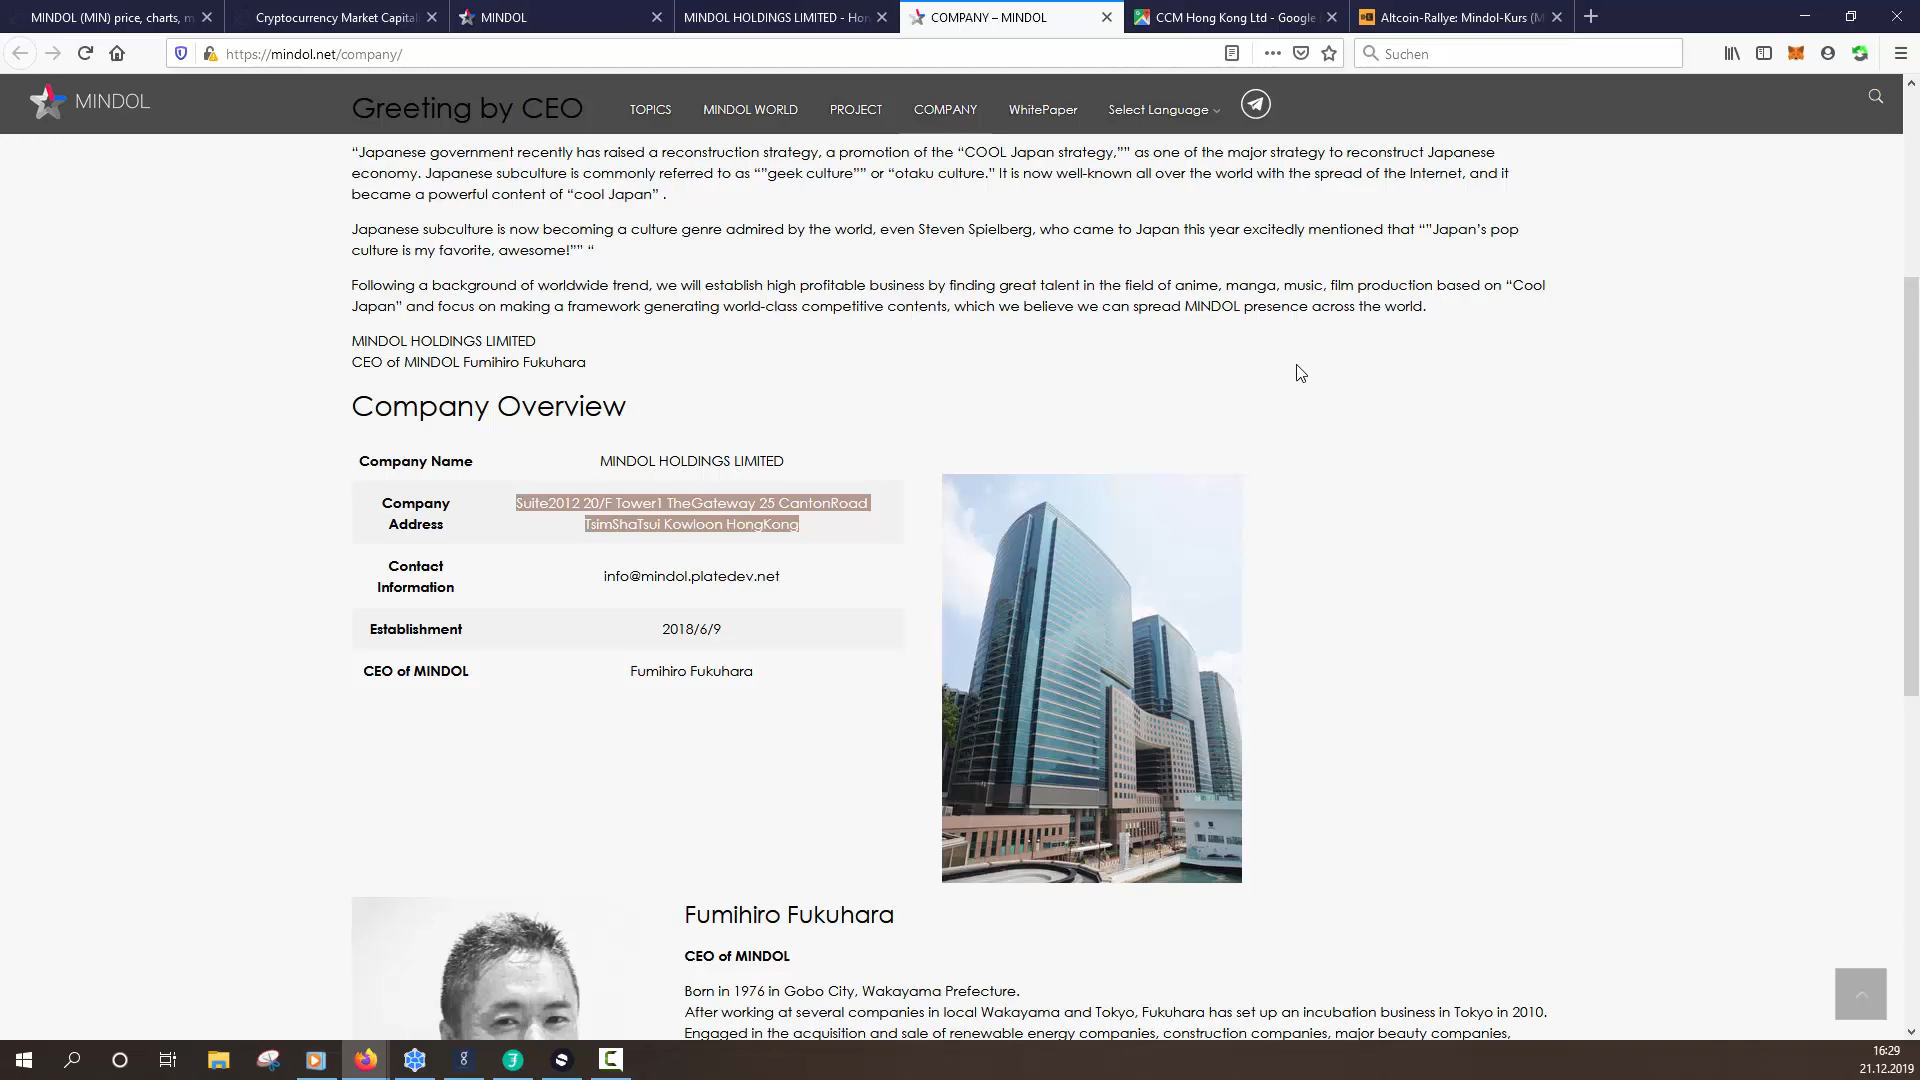 MINDOL (MIN) price, charts, m
Cryptocurrency Market Capital
MINDOL
MINDOL HOLDINGS LIMITED - Hon
COMPANY – MINDOL
CCM Hong Kong Ltd - Google
Altcoin-Rallye: Mindol-Kurs (M
https://mindol.net/company/
Suchen
MINDOL
Greeting by CEO
TOPICS
MINDOL WORLD
PROJECT
COMPANY
WhitePaper
Select Language
“Japanese government recently has raised a reconstruction strategy, a promotion of the “COOL Japan strategy,”” as one of the major strategy to reconstruct Japanese
economy. Japanese subculture is commonly referred to as “”geek culture”” or “otaku culture.” It is now well-known all over the world with the spread of the Internet, and it
became a powerful content of “cool Japan” .
Japanese subculture is now becoming a culture genre admired by the world, even Steven Spielberg, who came to Japan this year excitedly mentioned that “”Japan’s pop
culture is my favorite, awesome!”” “
Following a background of worldwide trend, we will establish high profitable business by finding great talent in the field of anime, manga, music, film production based on “Cool
Japan” and focus on making a framework generating world-class competitive contents, which we believe we can spread MINDOL presence across the world.
MINDOL HOLDINGS LIMITED
CEO of MINDOL Fumihiro Fukuhara
Company Overview
Company Name
MINDOL HOLDINGS LIMITED
Company
Address
Suite2012 20/F Tower1 TheGateway 25 CantonRoad
TsimShaTsui Kowloon HongKong
Contact
Information
info@mindol.platedev.net
Establishment
2018/6/9
CEO of MINDOL
Fumihiro Fukuhara
Fumihiro Fukuhara
CEO of MINDOL
Born in 1976 in Gobo City, Wakayama Prefecture.
After working at several companies in local Wakayama and Tokyo, Fukuhara has set up an incubation business in Tokyo in 2010.
Engaged in the acquisition and sale of renewable energy companies, construction companies, major beauty companies,
16:29
21.12.2019